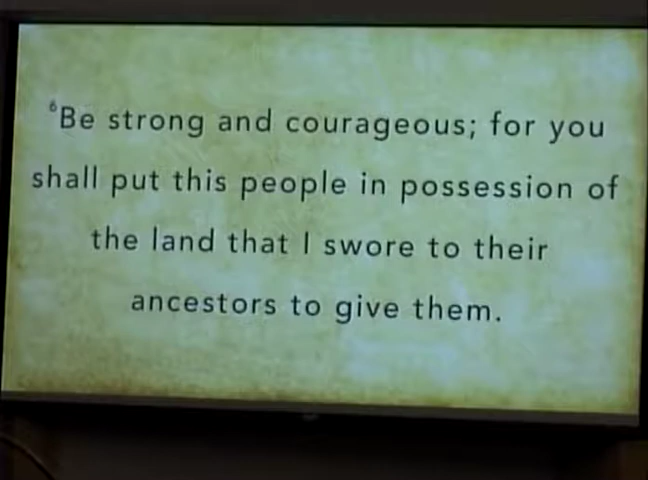 ⁶Be strong and courageous; for you
shall put this people in possession of
the land that I swore to their
ancestors to give them.